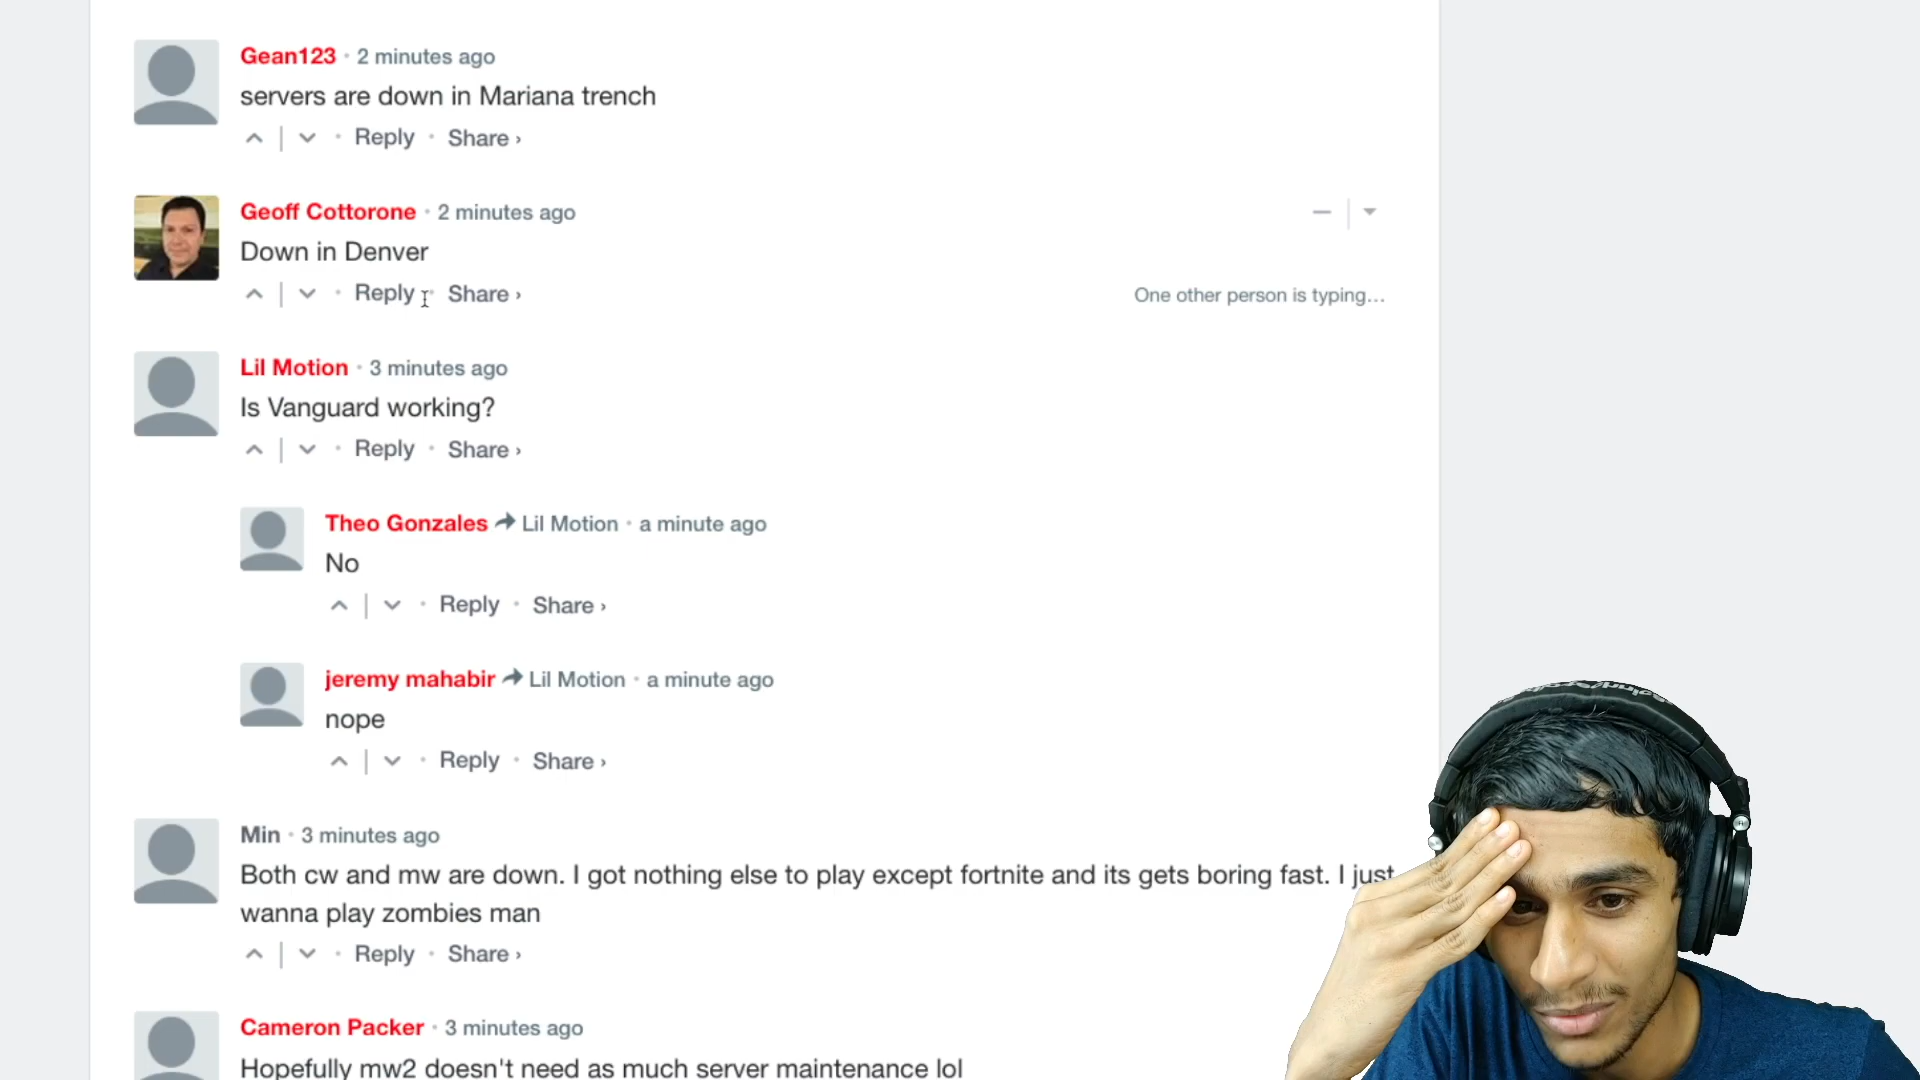 Gean123 · 2 minutes ago
servers are down in Mariana trench
Reply · Share ›
Geoff Cottorone · 2 minutes ago
Down in Denver
Reply · Share ›
One other person is typing...
Lil Motion · 3 minutes ago
Is Vanguard working?
Reply · Share ›
Theo Gonzales Lil Motion · a minute ago
No
Reply · Share ›
jeremy mahabir Lil Motion · a minute ago
nope
Reply · Share ›
Min · 3 minutes ago
Both cw and mw are down. I got nothing else to play except fortnite and its gets boring fast. I just
wanna play zombies man
Reply · Share ›
Cameron Packer · 3 minutes ago
Hopefully mw2 doesn't need as much server maintenance lol